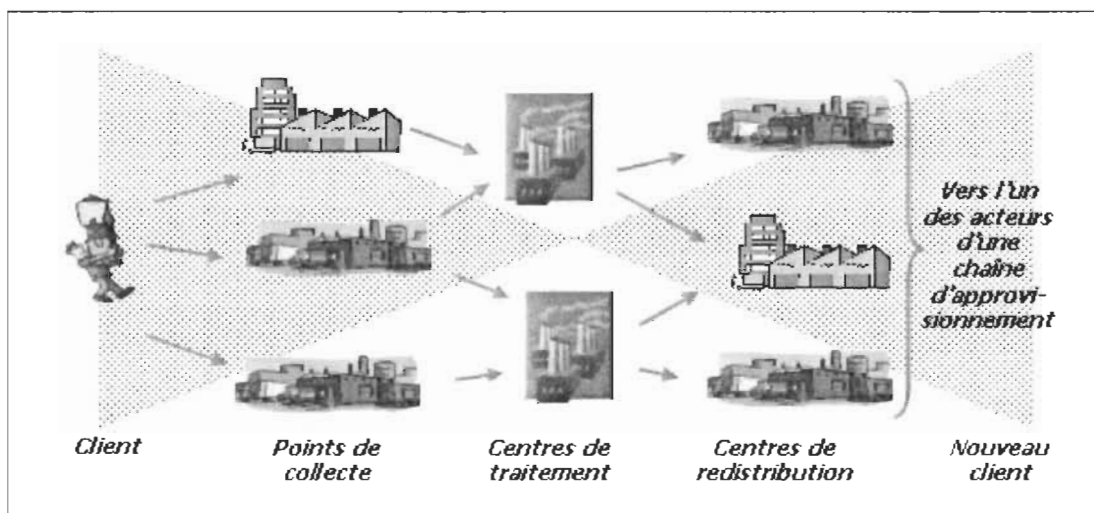 Vers l'un
des acteurs
d'une
chaîne
d'approvi-
sionnement
Client
Points de
collecte
Centres de
traitement
Centres de
redistribution
Nouveau
client